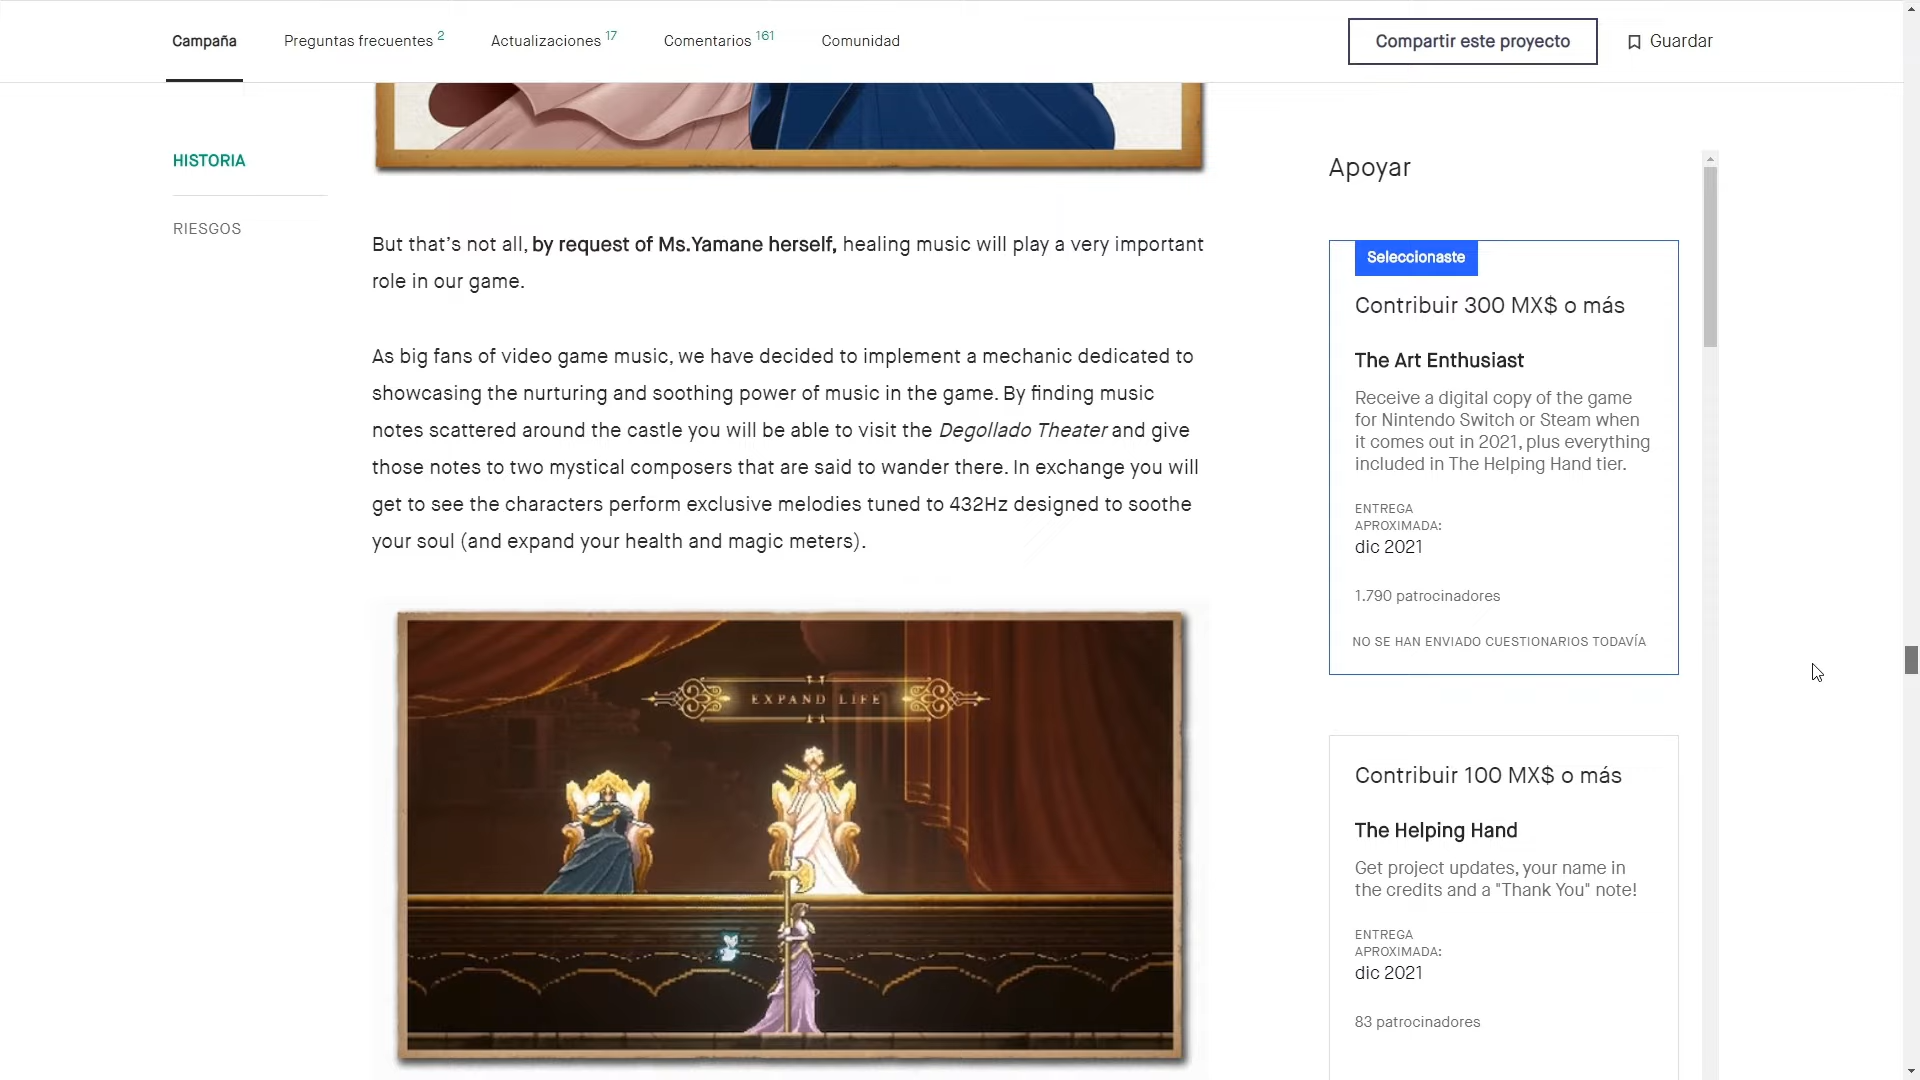 Campaña
Preguntas frecuentes 2
Actualizaciones 17
Comentarios 161
Comunidad
Compartir este proyecto
Guardar
HISTORIA
RIESGOS
But that's not all, by request of Ms.Yamane herself, healing music will play a very important
role in our game.
As big fans of video game music, we have decided to implement a mechanic dedicated to
showcasing the nurturing and soothing power of music in the game. By finding music
notes scattered around the castle you will be able to visit the Degollado Theater and give
those notes to two mystical composers that are said to wander there. In exchange you will
get to see the characters perform exclusive melodies tuned to 432Hz designed to soothe
your soul (and expand your health and magic meters).
EXPAND LIFE
Apoyar
Seleccionaste
Contribuir 300 MX$ o más
The Art Enthusiast
Receive a digital copy of the game
for Nintendo Switch or Steam when
it comes out in 2021, plus everything
included in The Helping Hand tier.
ENTREGA
APROXIMADA:
dic 2021
1.790 patrocinadores
NO SE HAN ENVIADO CUESTIONARIOS TODAVÍA
Contribuir 100 MX$ o más
The Helping Hand
Get project updates, your name in
the credits and a "Thank You" note!
ENTREGA
APROXIMADA:
dic 2021
83 patrocinadores